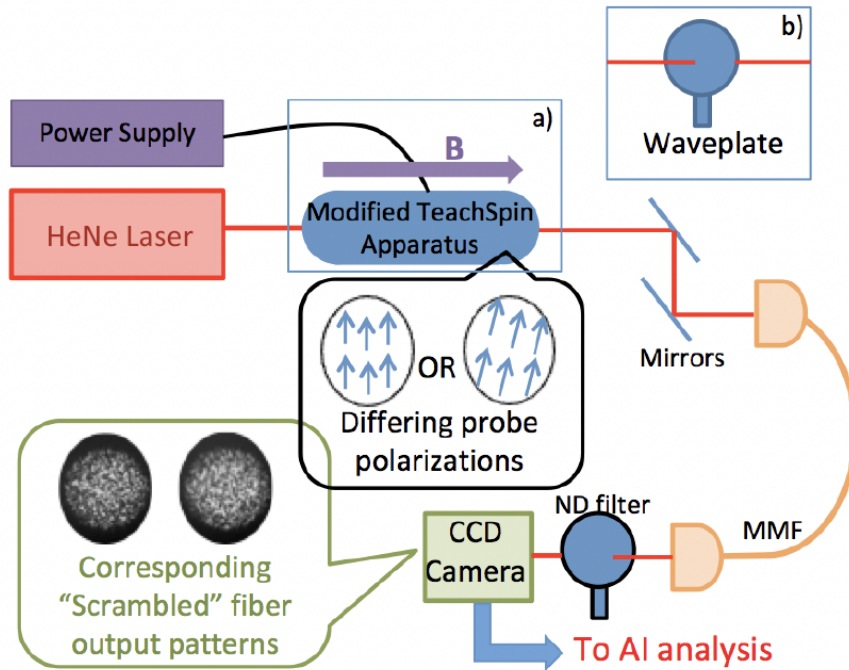 b)
Waveplate
Power Supply
a)
B
HeNe Laser
Modified TeachSpin
Apparatus
Mirrors
OR
Differing probe
polarizations
ND filter
MMF
CCD
Camera
Corresponding
“Scrambled” fiber
output patterns
To AI analysis